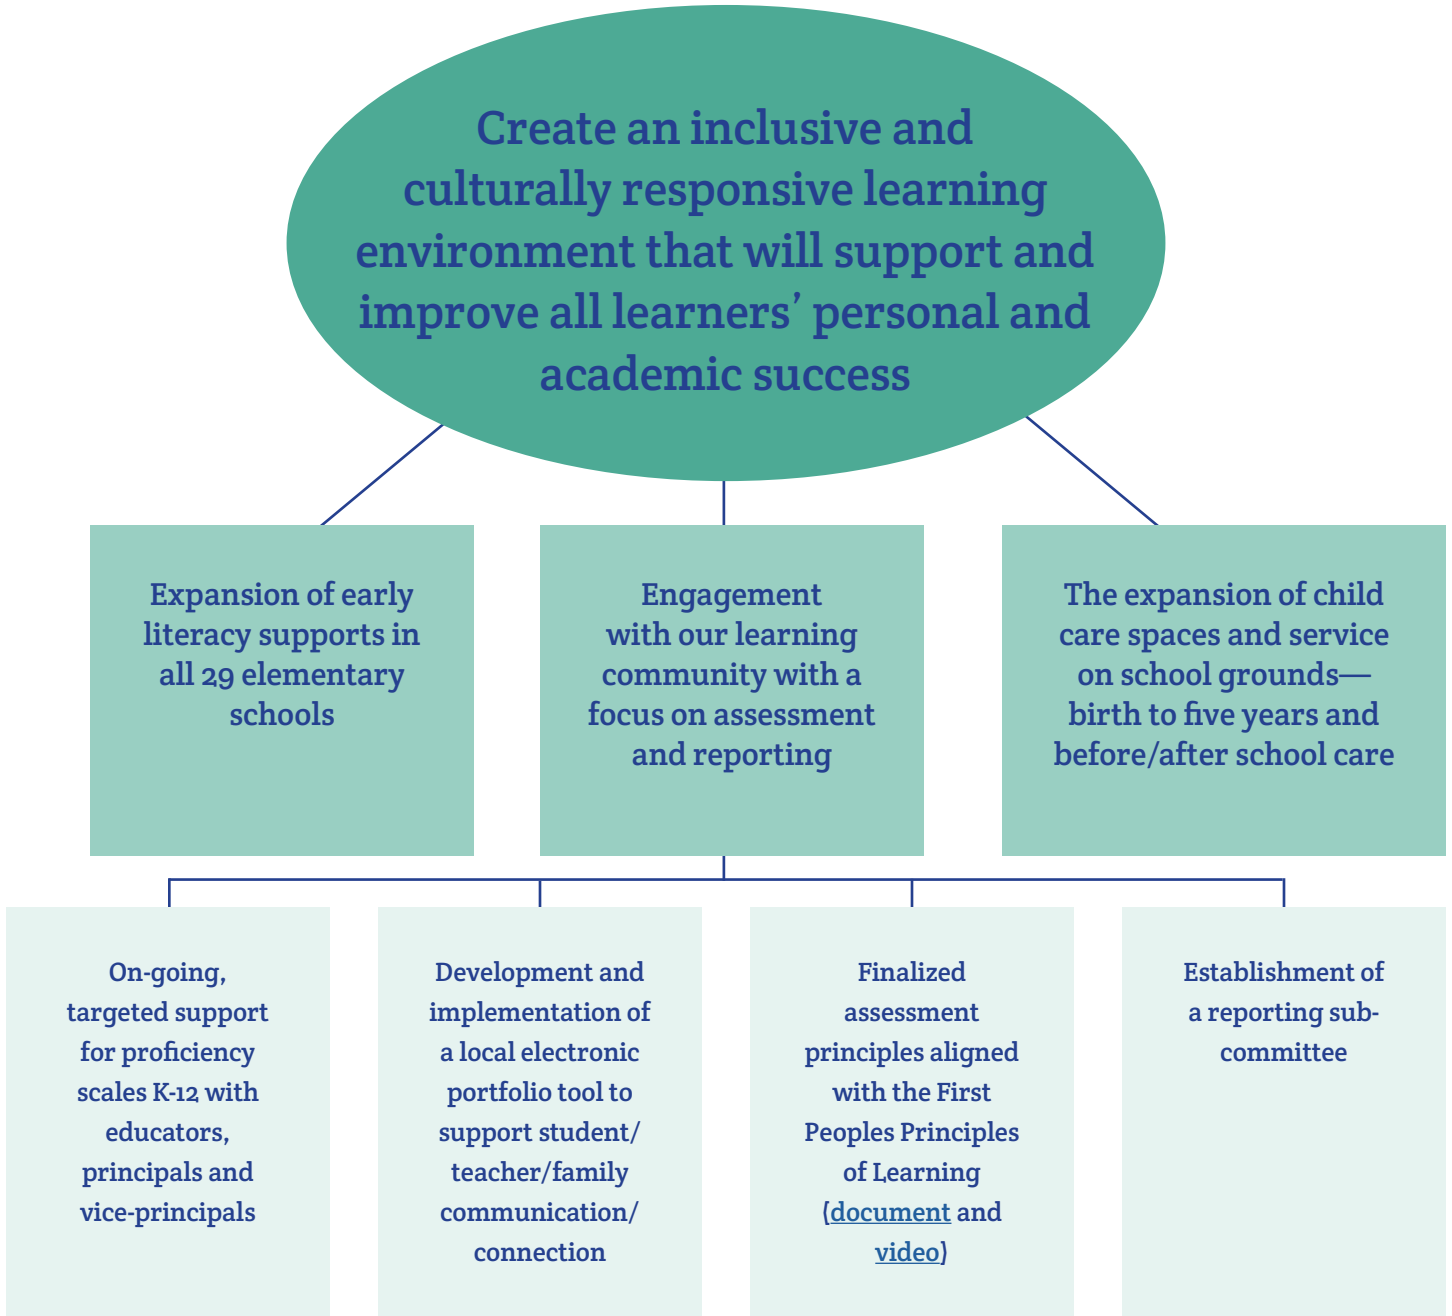 Create an inclusive and
culturally responsive learning
environment that will support and
improve all learners’ personal and
academic success
Expansion of early
literacy supports in
all 29 elementary
schools
Engagement
with our learning
community with a
focus on assessment
and reporting
The expansion of child
care spaces and service
on school grounds—
birth to five years and
before/after school care
On-going,
targeted support
for proficiency
scales K-12 with
educators,
principals and
vice-principals
Development and
implementation of
a local electronic
portfolio tool to
support student/
teacher/family
communication/
connection
Finalized
assessment
principles aligned
with the First
Peoples Principles
of Learning
(document and
video)
Establishment of
a reporting sub-
committee